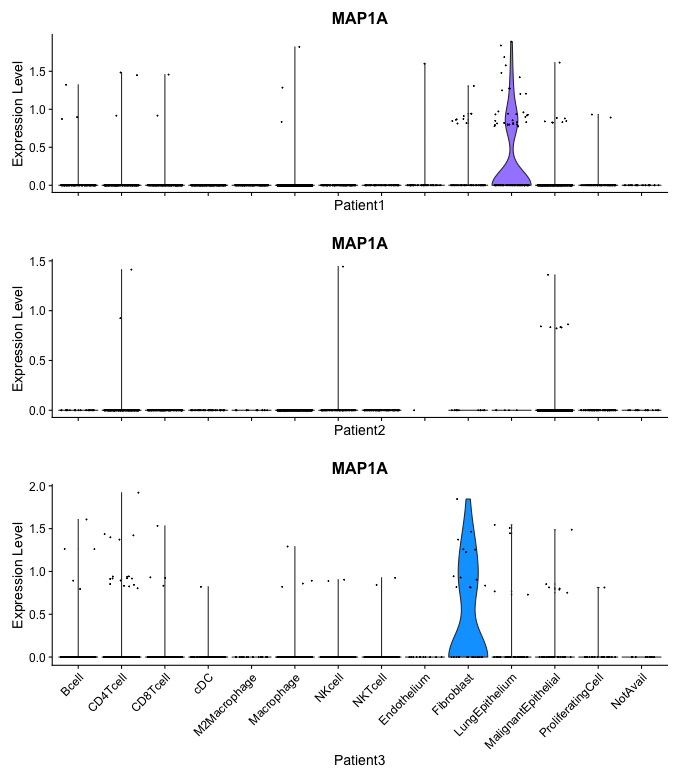 MAP1A
Expression Level
1.5
1.0
0.5
0.0
Patient1
MAP1A
Expression Level
1.5
1.0
0.5
0.0
Patient2
MAP1A
Expression Level
2.0
1.5
1.0
0.5
0.0
Bcell
CD4Tcell
CD8Tcell
cDC
M2Macrophage
Macrophage
NKcell
NKTcell
Endothelium
Fibroblast
LungEpithelium
MalignantEpithelial
ProliferatingCell
NotAvail
Patient3